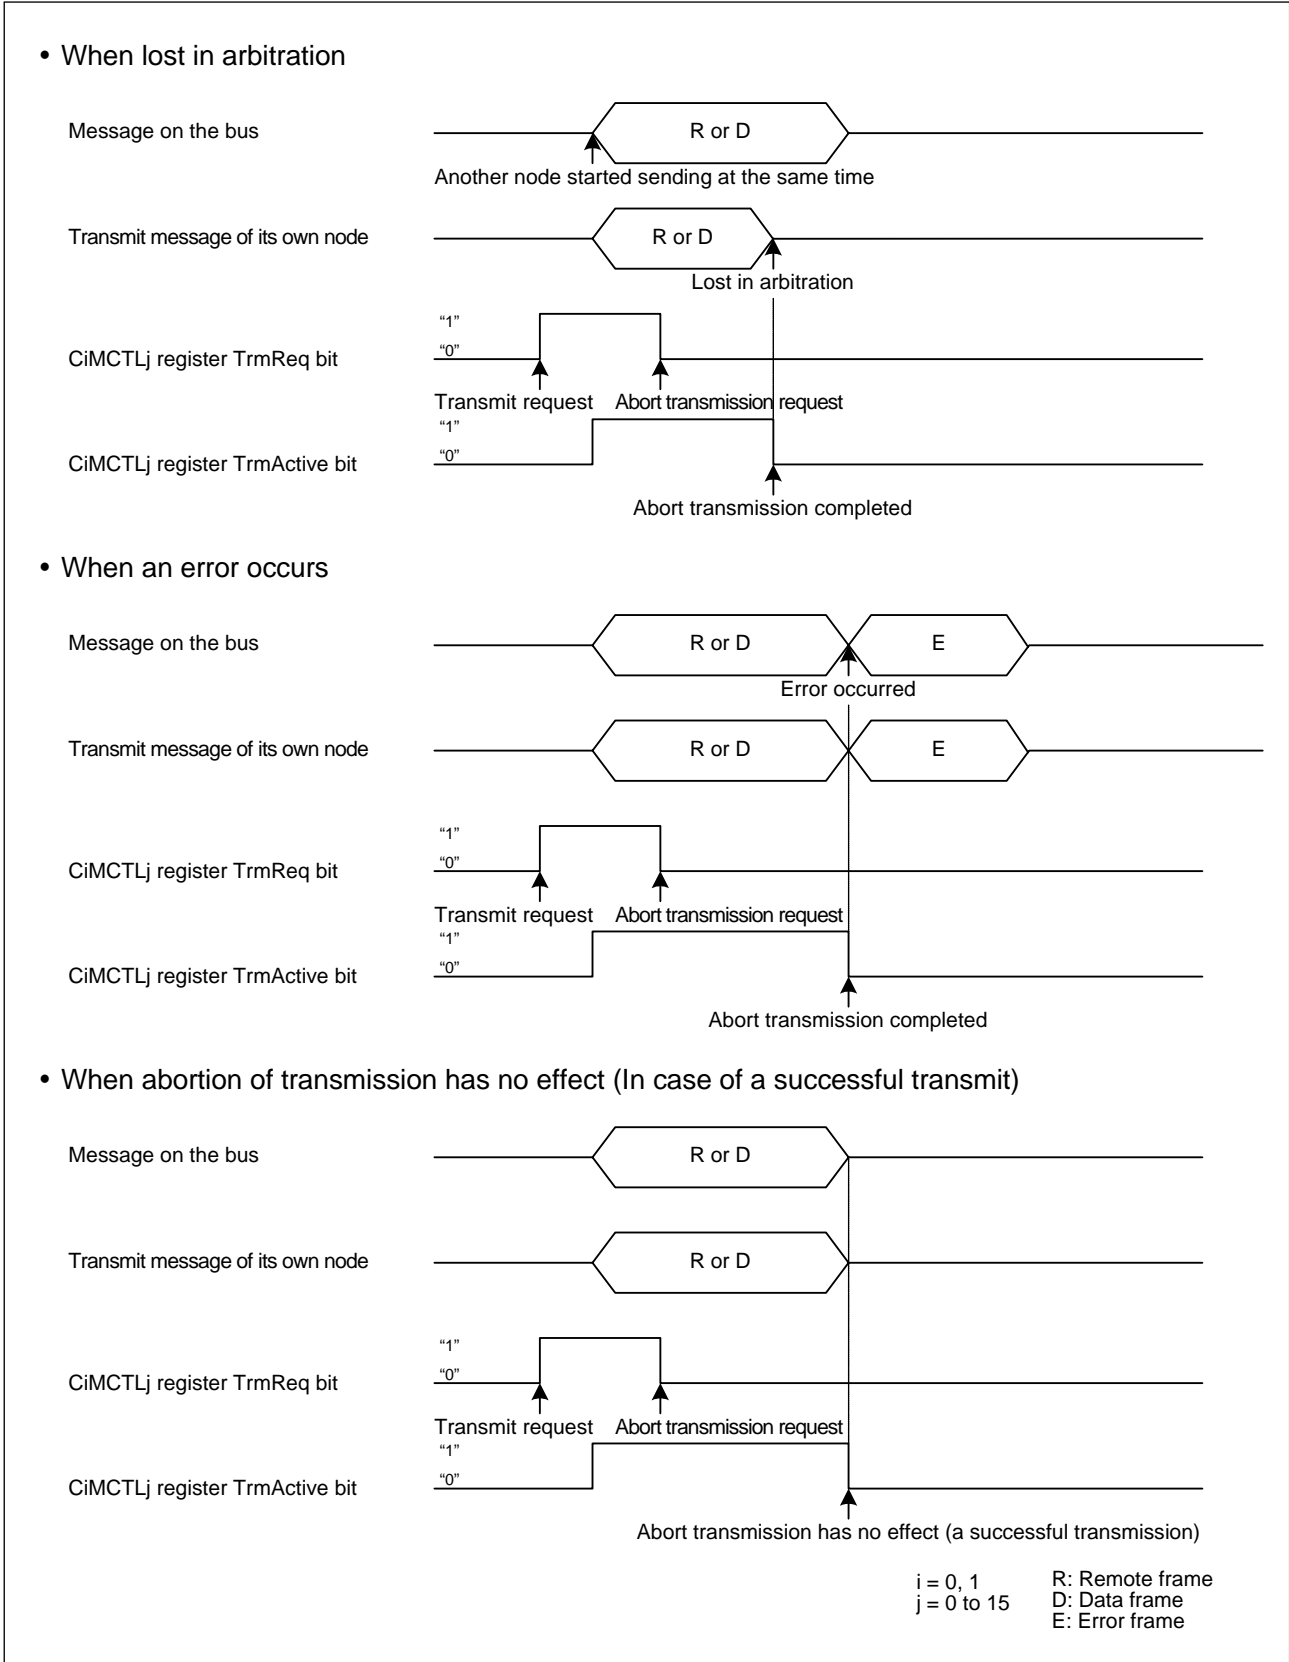 • When lost in arbitration
Message on the bus
R or D
Another node started sending at the same time
Transmit message of its own node
R or D
Lost in arbitration
“1”
“0”
CiMCTLj register TrmReq bit
Transmit request
Abort transmission request
“1”
“0”
CiMCTLj register TrmActive bit
Abort transmission completed
• When an error occurs
Message on the bus
R or D
E
Error occurred
Transmit message of its own node
R or D
E
“1”
“0”
CiMCTLj register TrmReq bit
Transmit request
Abort transmission request
“1”
“0”
CiMCTLj register TrmActive bit
Abort transmission completed
• When abortion of transmission has no effect (In case of a successful transmit)
Message on the bus
R or D
Transmit message of its own node
R or D
“1”
“0”
CiMCTLj register TrmReq bit
Transmit request
Abort transmission request
“1”
“0”
CiMCTLj register TrmActive bit
Abort transmission has no effect (a successful transmission)
i = 0, 1
j = 0 to 15
R: Remote frame
D: Data frame
E: Error frame